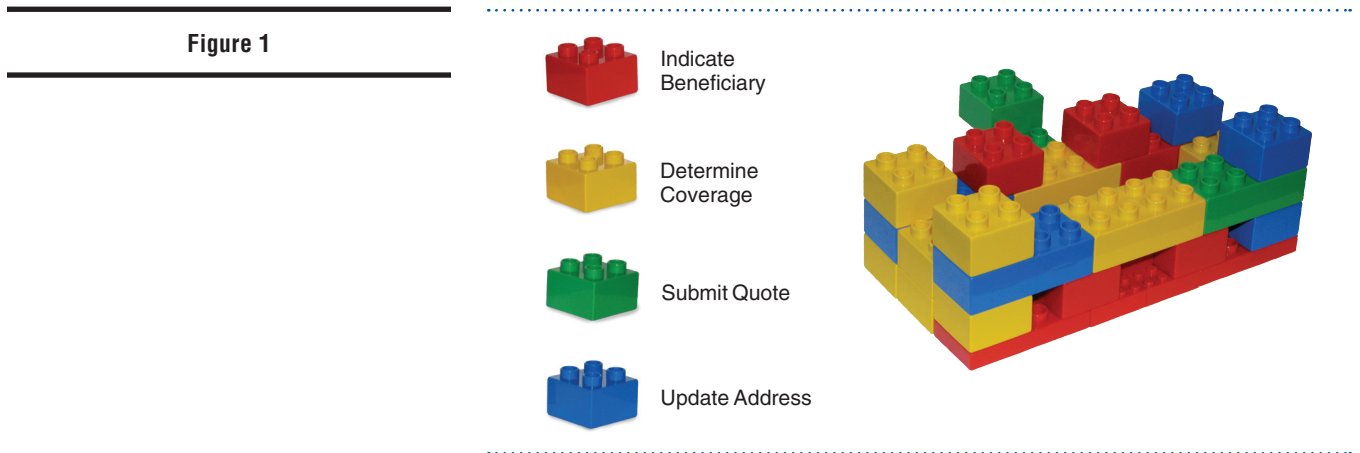 Figure 1
Indicate
Beneficiary
Determine
Coverage
Submit Quote
Update Address